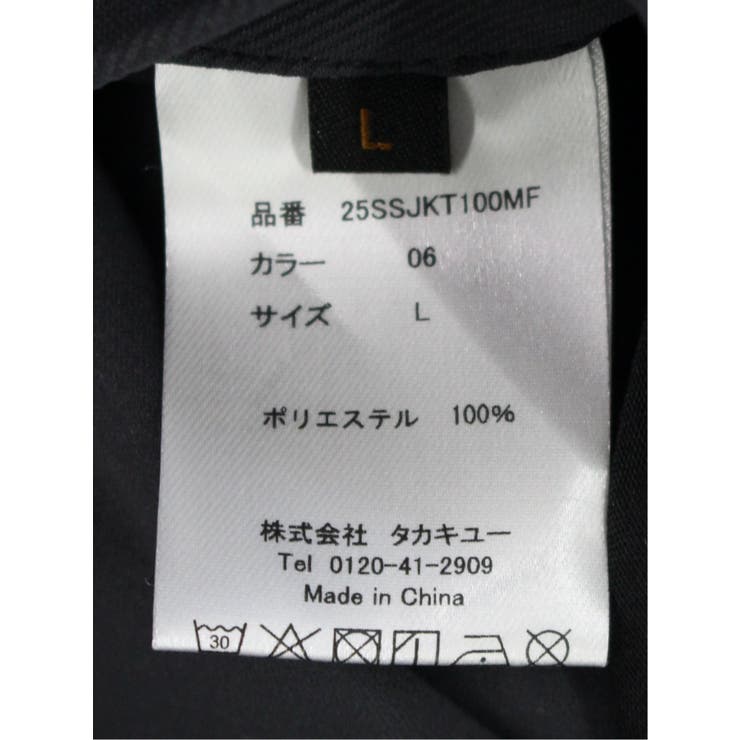 L
品番 25SSJKT100MF
カラー 06
サイズ L
ポリエステル 100%
株式会社 タカキユー
Tel 0120-41-2909
Made in China
30